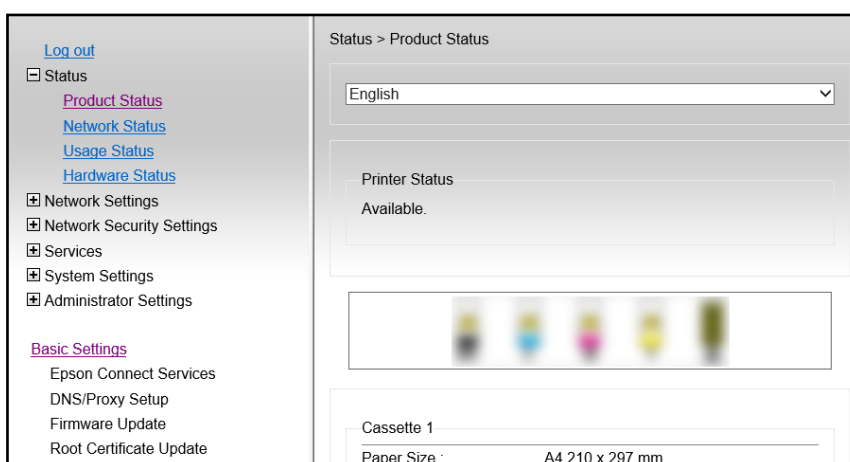 Log out
Status
Product Status
Network Status
Usage Status
Hardware Status
Network Settings
Network Security Settings
Services
System Settings
Administrator Settings
Basic Settings
Epson Connect Services
DNS/Proxy Setup
Firmware Update
Root Certificate Update
Status > Product Status
English
Printer Status
Available.
Cassette 1
Paper Size : A4 210 x 297 mm